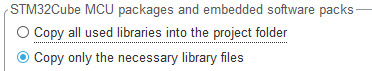 STM32Cube MCU packages and embedded software packs
Copy all used libraries into the project folder
Copy only the necessary library files